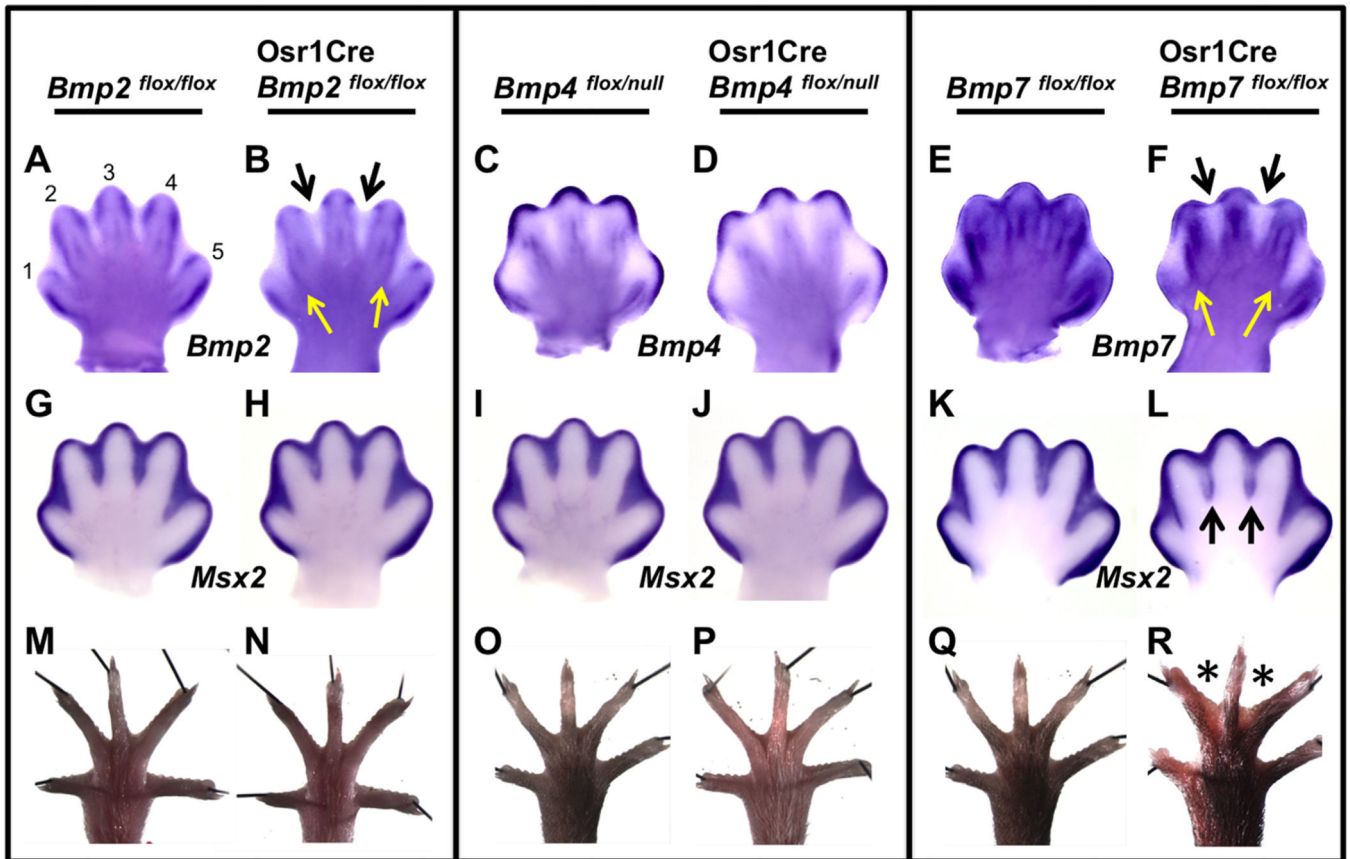 Osr1Cre Osr1Cre Osr1Cre
Bmp2 flox/flox Bmp2 flox/flox Bmp4 flox/null Bmp4 flox/null Bmp7 flox/flox Bmp7 flox/flox
A B C D E F
3
2 4
5
1
Bmp2 Bmp4 Bmp7
G H I J K L
Msx2 Msx2 Msx2
M N O P Q R
* *